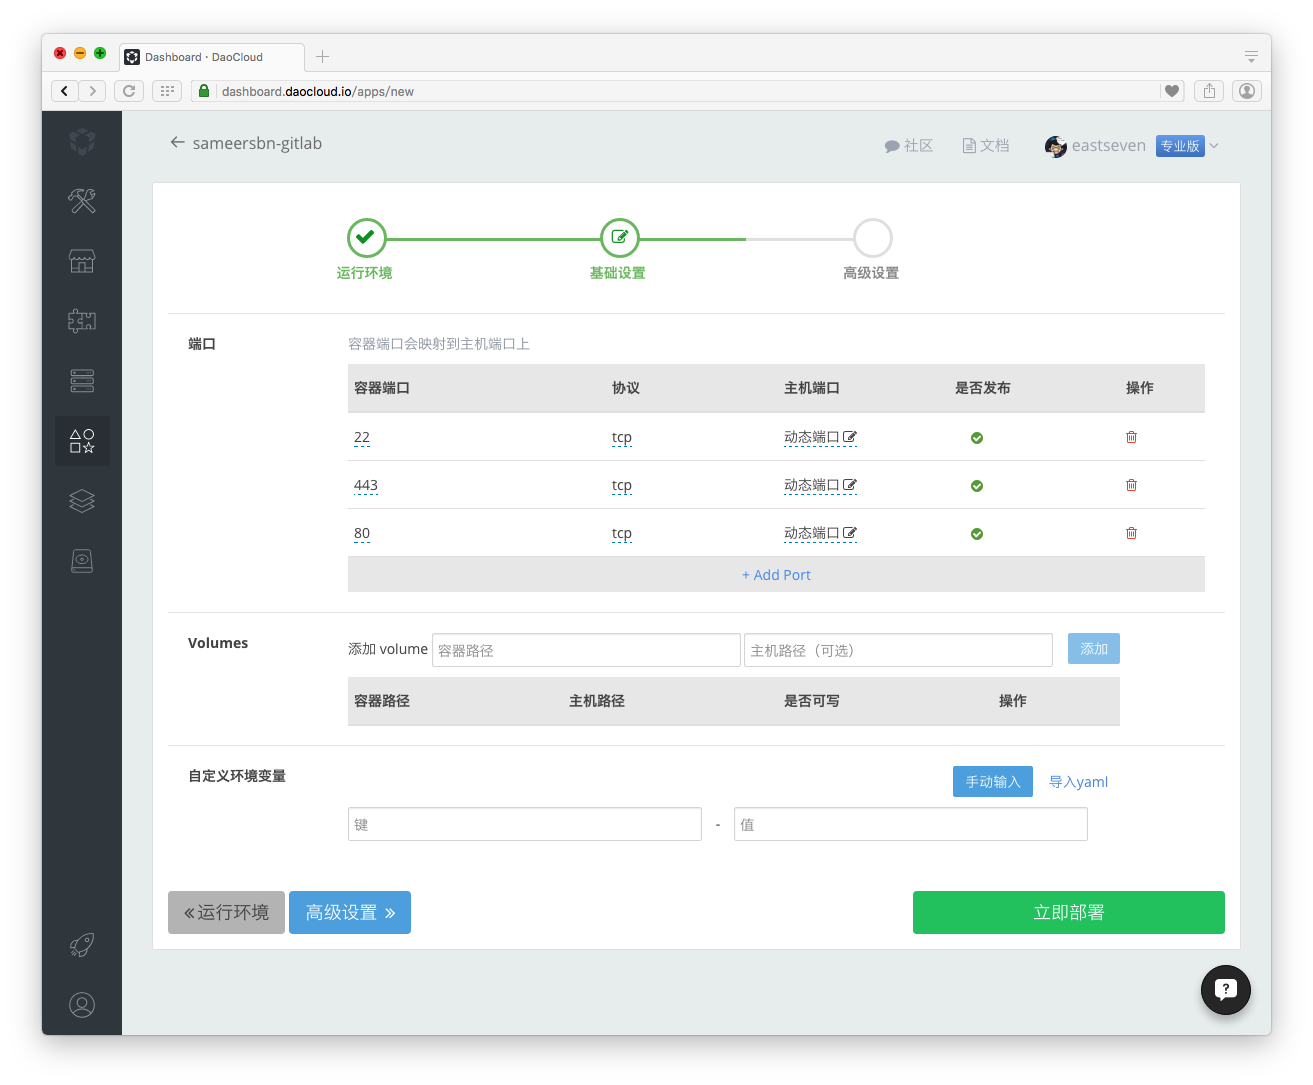 Dashboard · DaoCloud
dashboard.daocloud.io/apps/new
sameersbn-gitlab
社区 文档 eastseven 专业版
运行环境 基础设置 高级设置
端口 容器端口会映射到主机端口上
容器端口 协议 主机端口 是否发布 操作
22 tcp 动态端口
443 tcp 动态端口
80 tcp 动态端口
+ Add Port
Volumes 添加 volume 容器路径 主机路径（可选） 添加
容器路径 主机路径 是否可写 操作
自定义环境变量 手动输入 导入yaml
键 - 值
«运行环境 高级设置 » 立即部署